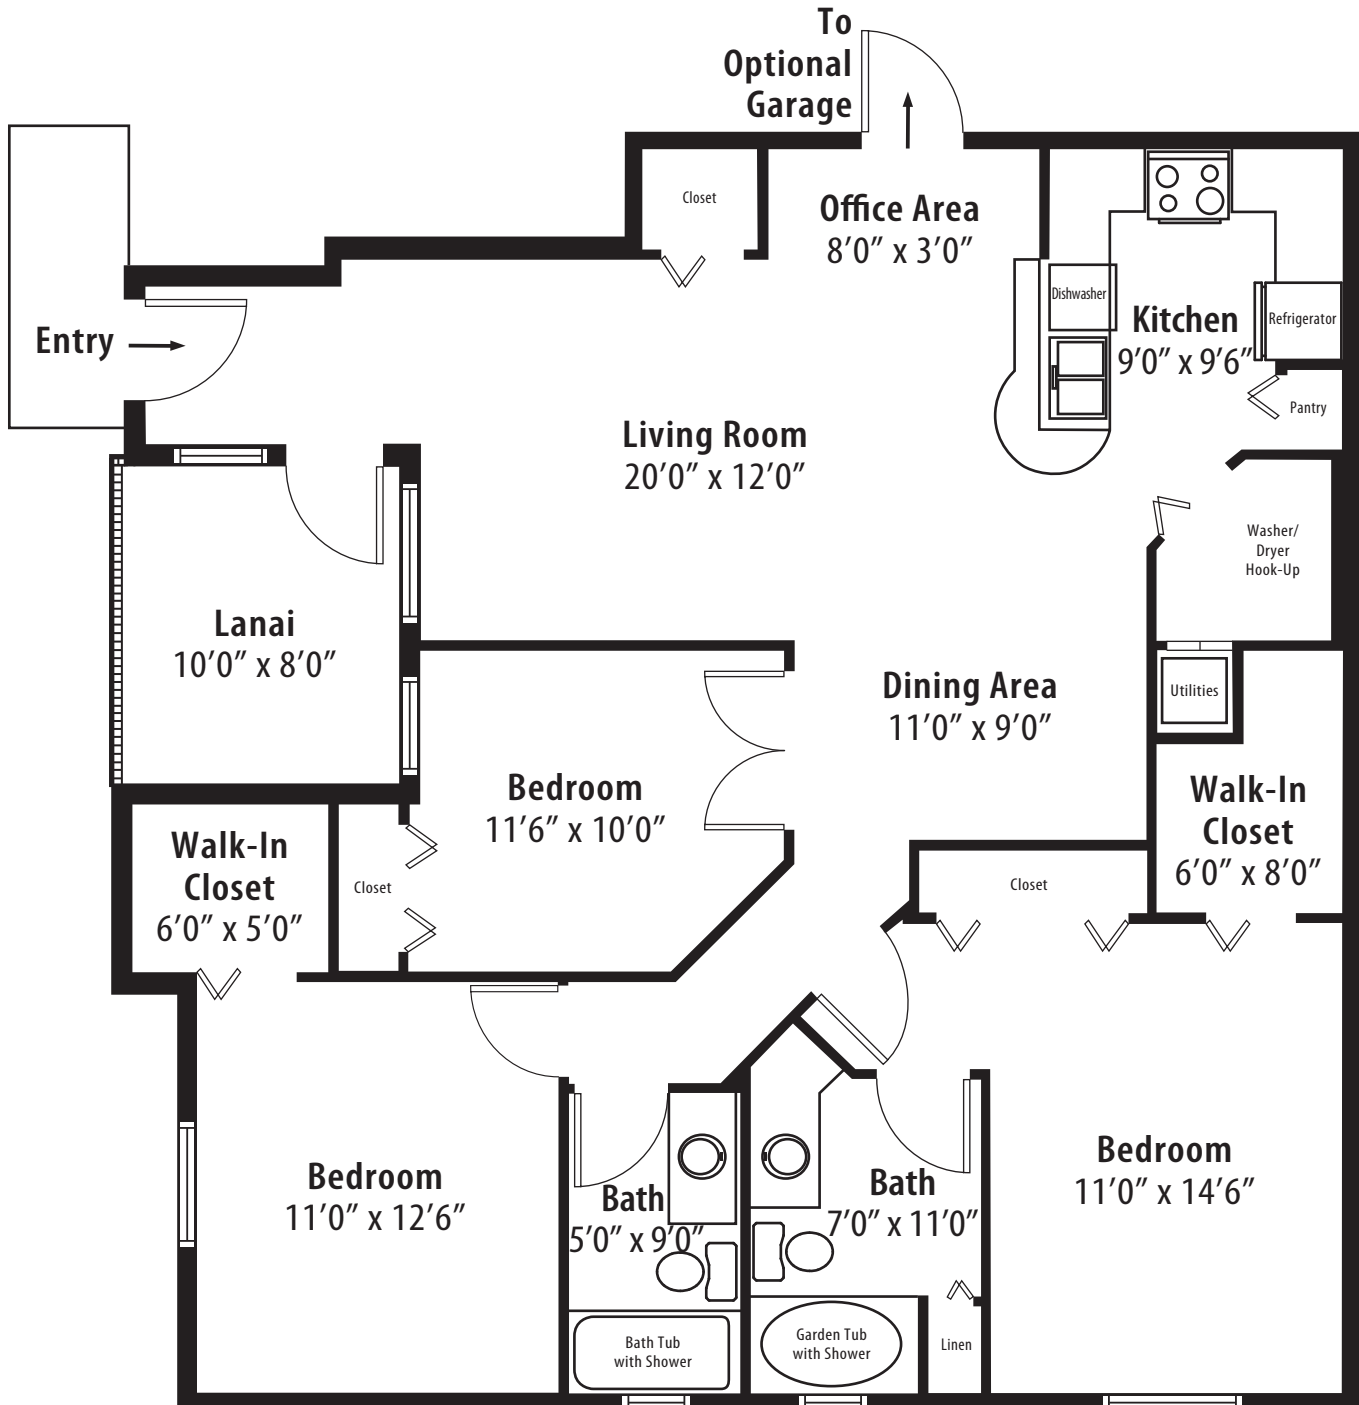 To
Optional
Garage
Closet
Office Area
8’0” x 3’0”
Entry
Dishwasher
Kitchen
9’0” x 9’6”
Refrigerator
Pantry
Living Room
20’0” x 12’0”
Washer/
Dryer
Hook-Up
Lanai
10’0” x 8’0”
Dining Area
11’0” x 9’0”
Utilities
Bedroom
11’6” x 10’0”
Walk-In
Closet
6’0” x 8’0”
Walk-In
Closet
6’0” x 5’0”
Closet
Closet
Bedroom
11’0” x 12’6”
Bath
5’0” x 9’0”
Bath
7’0” x 11’0”
Bedroom
11’0” x 14’6”
Bath Tub
with Shower
Garden Tub
with Shower
Linen